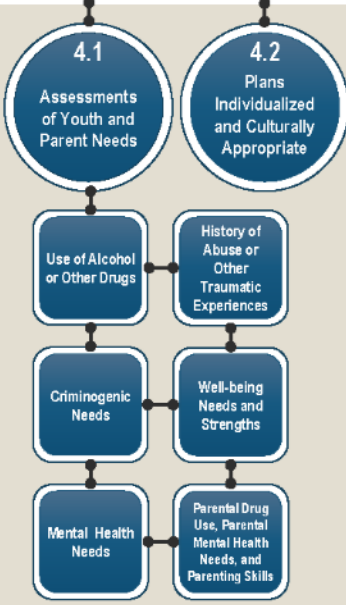 4.1
Assessments
of Youth and
Parent Needs
4.2
Plans
Individualized
and Culturally
Appropriate
Use of Alcohol
or Other Drugs
History of
Abuse or
Other
Traumatic
Experiences
Criminogenic
Needs
Well-being
Needs and
Strengths
Mental Health
Needs
Parental Drug
Use, Parental
Mental Health
Needs, and
Parenting Skills